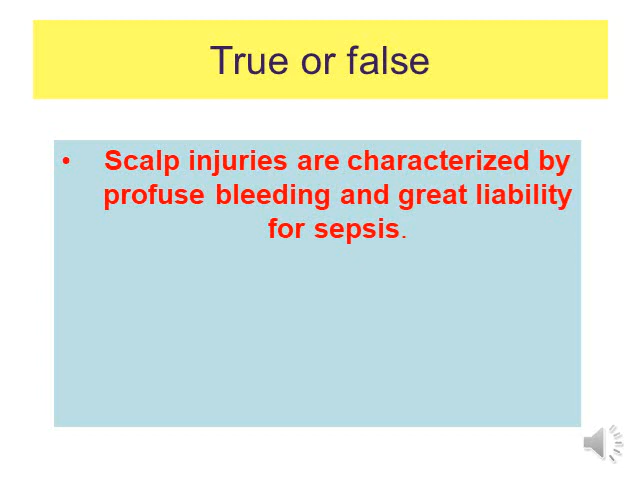 True or false
• Scalp injuries are characterized by
profuse bleeding and great liability
for sepsis.